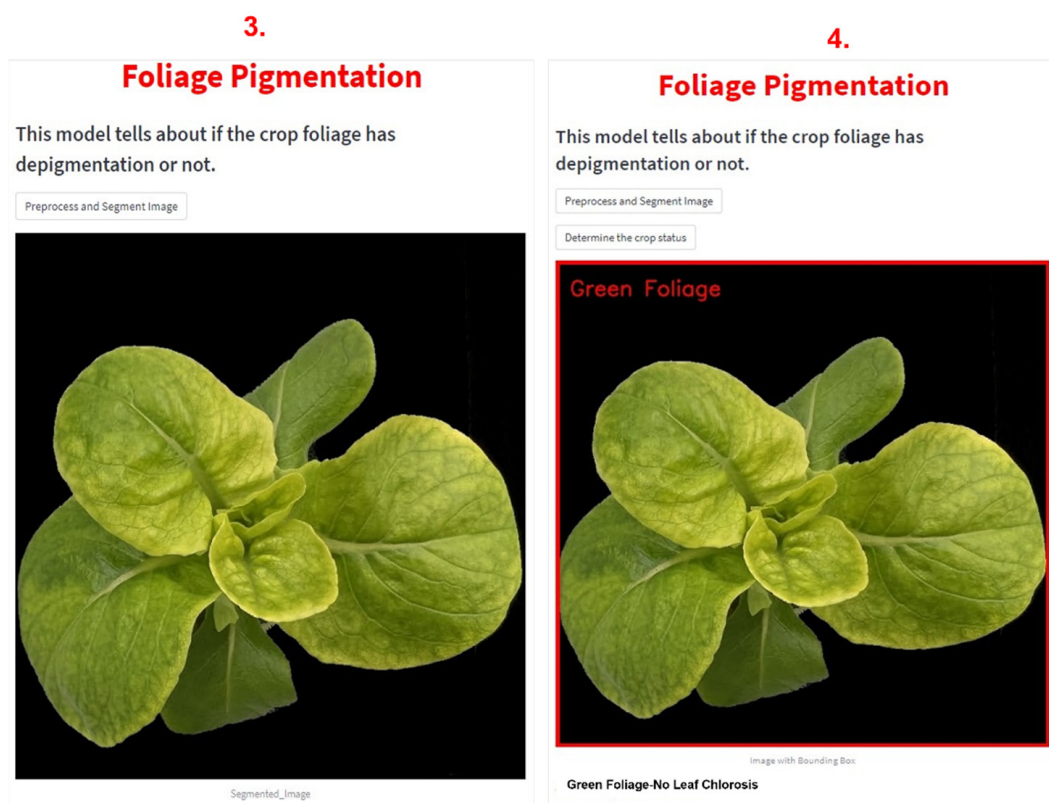 3.
Foliage Pigmentation
This model tells about if the crop foliage has
depigmentation or not.
Preprocess and Segment Image
Segmented_Image
4.
Foliage Pigmentation
This model tells about if the crop foliage has
depigmentation or not.
Preprocess and Segment Image
Determine the crop status
Green Foliage
Image with Bounding Box
Green Foliage-No Leaf Chlorosis